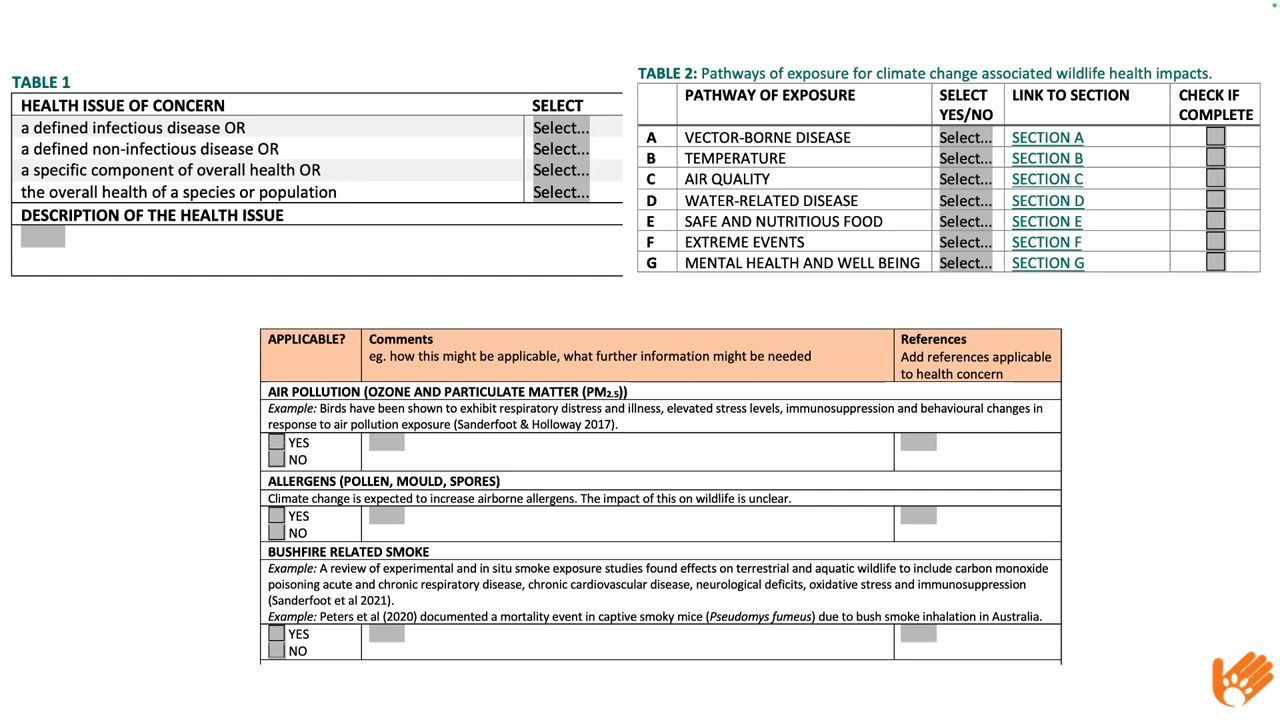 TABLE 1
HEALTH ISSUE OF CONCERN SELECT
a defined infectious disease OR Select...
a defined non-infectious disease OR Select...
a specific component of overall health OR Select...
the overall health of a species or population Select...
DESCRIPTION OF THE HEALTH ISSUE
TABLE 2: Pathways of exposure for climate change associated wildlife health impacts.
PATHWAY OF EXPOSURE SELECT LINK TO SECTION CHECK IF
YES/NO COMPLETE
A VECTOR-BORNE DISEASE Select... SECTION A
B TEMPERATURE Select... SECTION B
C AIR QUALITY Select... SECTION C
D WATER-RELATED DISEASE Select... SECTION D
E SAFE AND NUTRITIOUS FOOD Select... SECTION E
F EXTREME EVENTS Select... SECTION F
G MENTAL HEALTH AND WELL BEING Select... SECTION G
APPLICABLE? Comments References
eg. how this might be applicable, what further information might be needed Add references applicable
to health concern
AIR POLLUTION (OZONE AND PARTICULATE MATTER (PM2.5))
Example: Birds have been shown to exhibit respiratory distress and illness, elevated stress levels, immunosuppression and behavioural changes in
response to air pollution exposure (Sanderfoot & Holloway 2017).
YES
NO
ALLERGENS (POLLEN, MOULD, SPORES)
Climate change is expected to increase airborne allergens. The impact of this on wildlife is unclear.
YES
NO
BUSHFIRE RELATED SMOKE
Example: A review of experimental and in situ smoke exposure studies found effects on terrestrial and aquatic wildlife to include carbon monoxide
poisoning acute and chronic respiratory disease, chronic cardiovascular disease, neurological deficits, oxidative stress and immunosuppression
(Sanderfoot et al 2021).
Example: Peters et al (2020) documented a mortality event in captive smoky mice (Pseudomys fumeus) due to bush smoke inhalation in Australia.
YES
NO